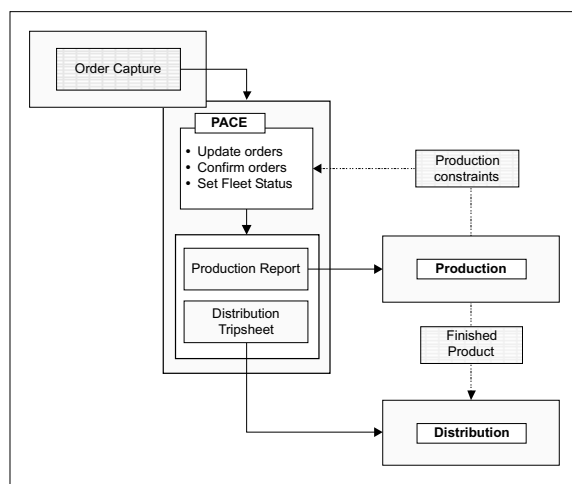 Order Capture
PACE
• Update orders
• Confirm orders
• Set Fleet Status
Production
constraints
Production Report
Production
Distribution
Tripsheet
Finished
Product
Distribution